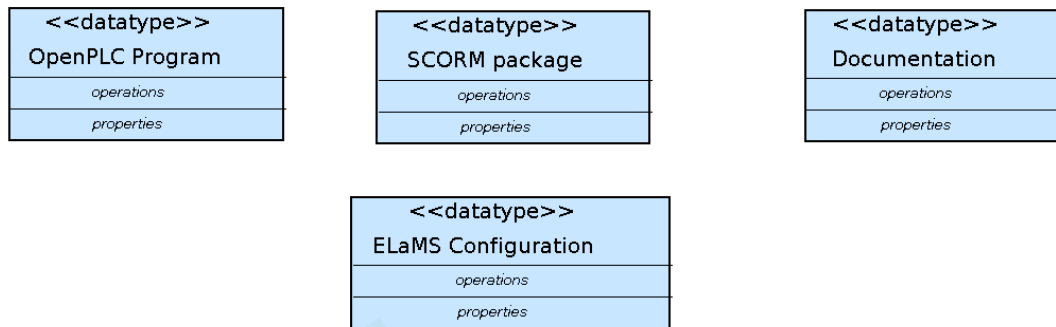 <<datatype>>
OpenPLC Program
operations
properties
<<datatype>>
SCORM package
operations
properties
<<datatype>>
Documentation
operations
properties
<<datatype>>
ELaMS Configuration
operations
properties